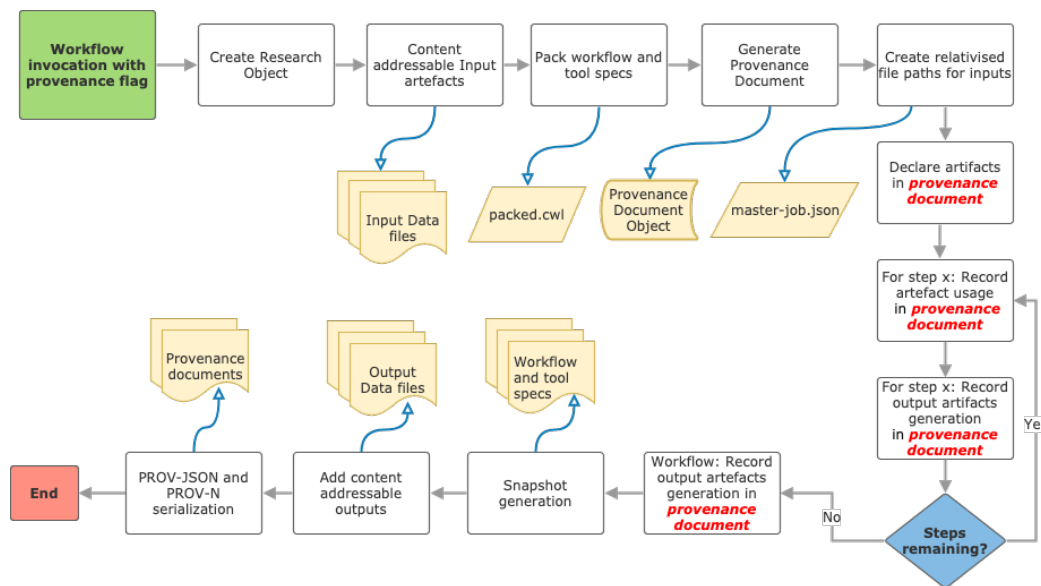 Workflow
invocation with
provenance flag
Create Research
Object
Content
addressable Input
artefacts
Pack workflow and
tool specs
Generate
Provenance
Document
Create relativised
file paths for inputs
Input Data
files
packed.cwl
Provenance
Document
Object
master-job.json
Declare artifacts
in provenance
document
For step x: Record
artefact usage
in provenance
document
For step x: Record
output artifacts
generation
in provenance
document
Yes
Steps
remaining?
No
Workflow: Record
output artefacts
generation in
provenance
document
Snapshot
generation
Workflow
and tool
specs
Add content
addressable
outputs
Output
Data files
PROV-JSON and
PROV-N
serialization
Provenance
documents
End